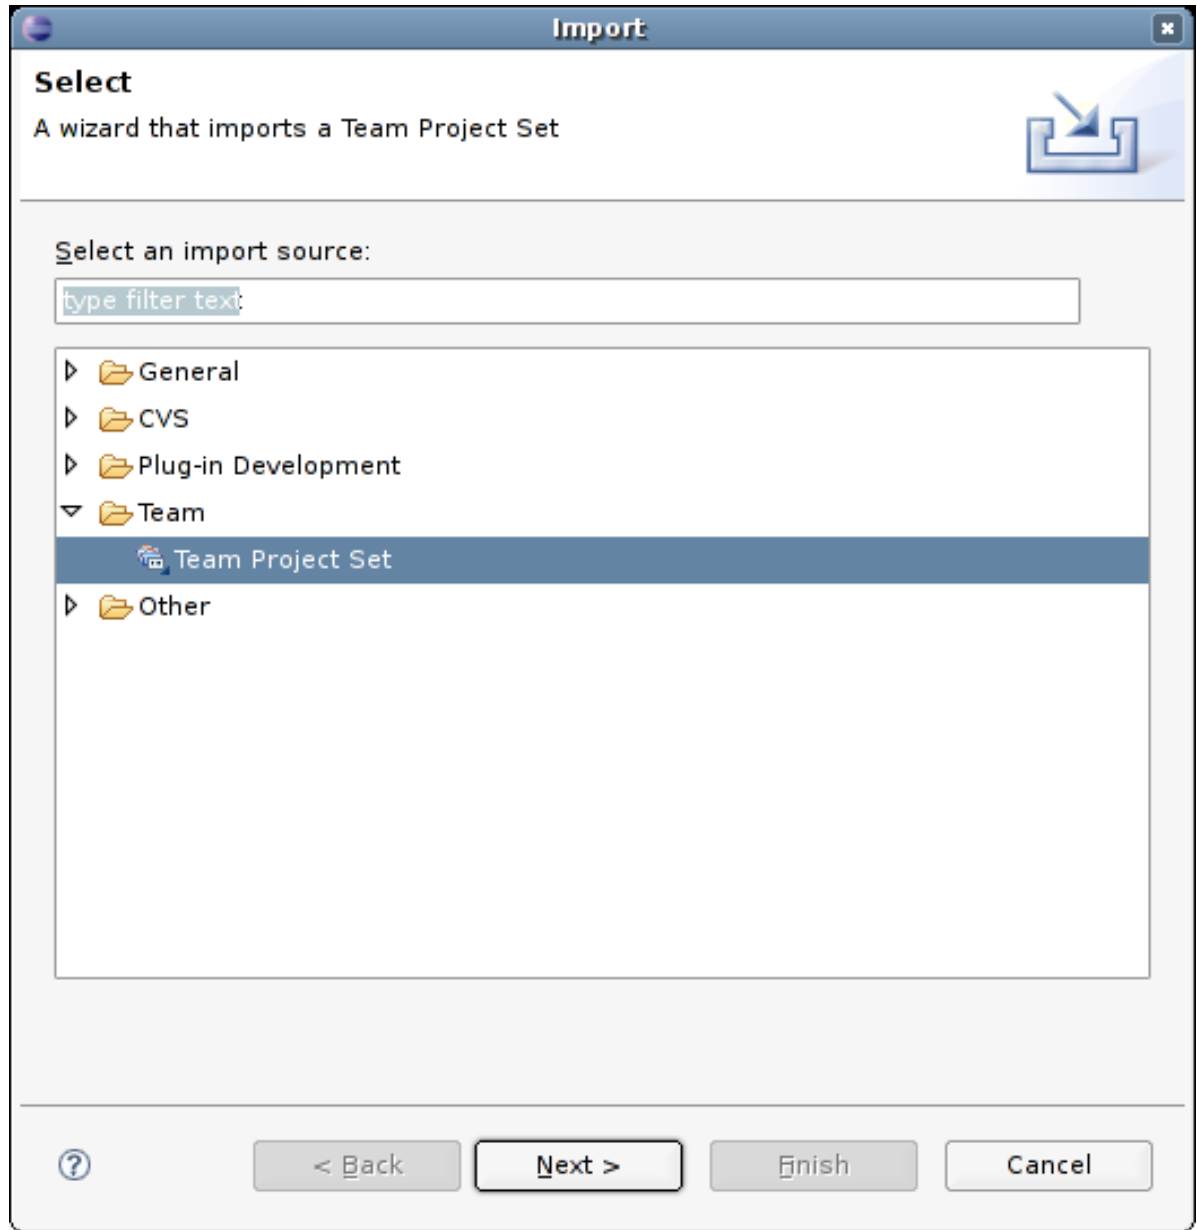 Import
Select
A wizard that imports a Team Project Set
Select an import source:
type filter text
General
CVS
Plug-in Development
Team
Team Project Set
Other
< Back Next > Finish Cancel